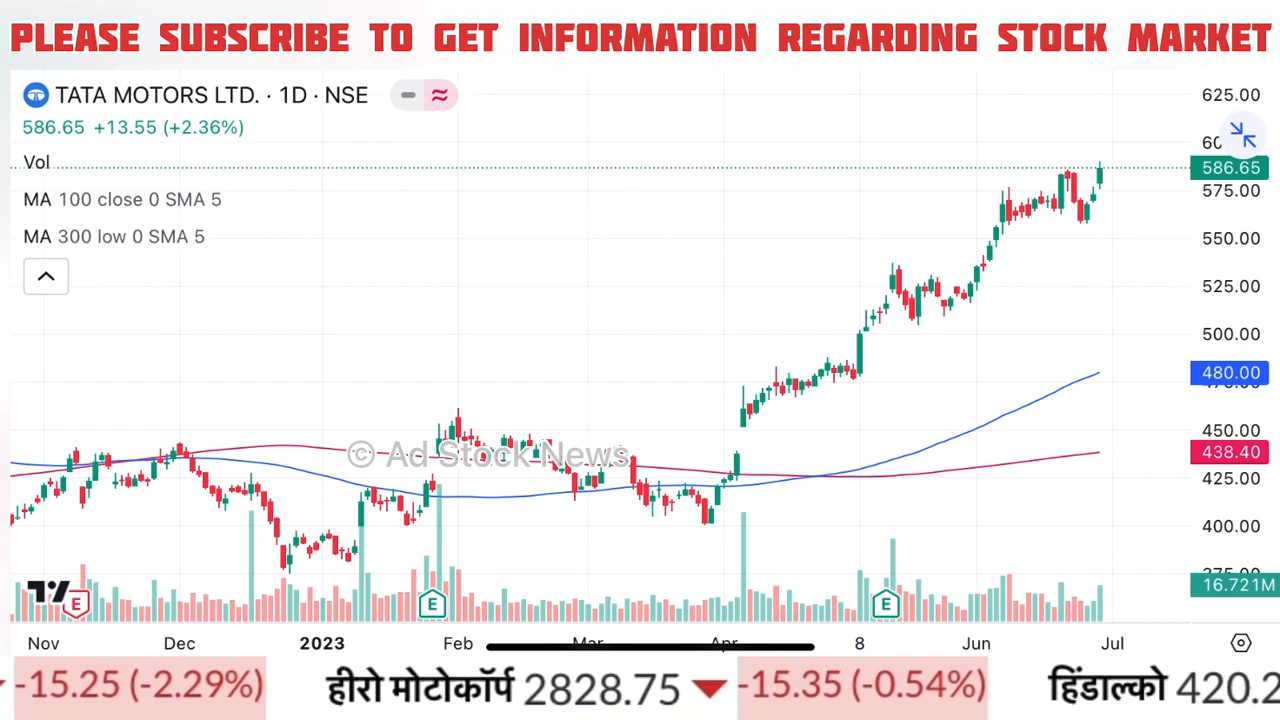 PLEASE SUBSCRIBE TO GET INFORMATION REGARDING STOCK MARKET
TATA MOTORS LTD. · 1D · NSE
586.65 +13.55 (+2.36%)
Vol
MA 100 close 0 SMA 5
MA 300 low 0 SMA 5
625.00
586.65
575.00
550.00
525.00
500.00
480.00
450.00
438.40
425.00
400.00
16.721M
© Ad Stock News
E
E
E
Nov Dec 2023 Feb Mar Apr 8 Jun Jul
-15.25 (-2.29%) हीरो मोटोकॉर्प 2828.75 -15.35 (-0.54%) हिंडाल्को 420.2